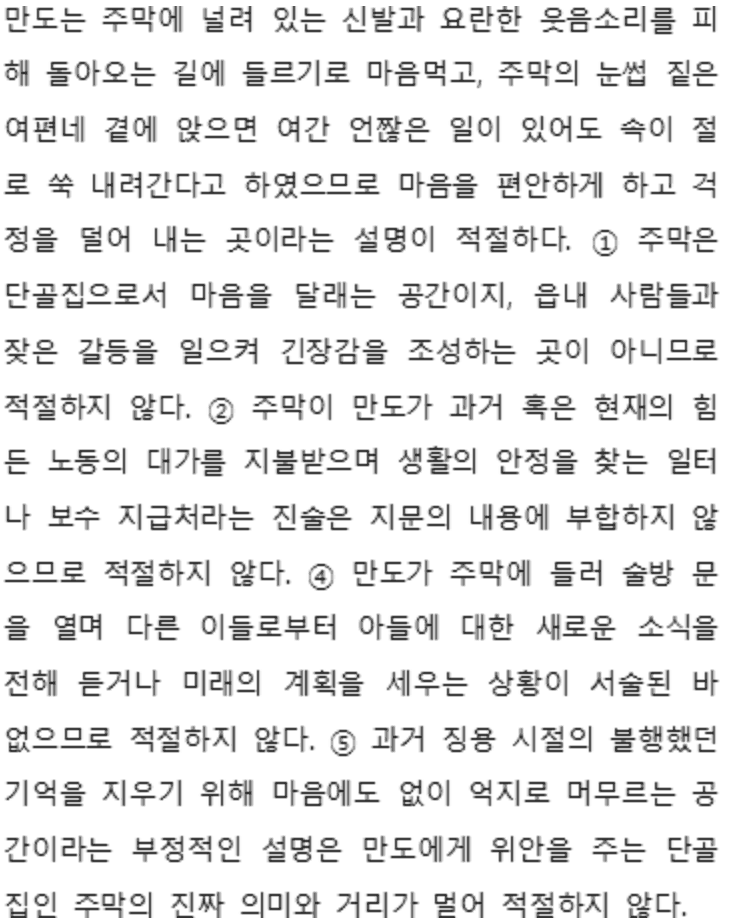 만도는 주막에 널려 있는 신발과 요란한 웃음소리를 피
해 돌아오는 길에 들르기로 마음먹고, 주막의 눈썹 짙은
여편네 곁에 앉으면 여간 언짢은 일이 있어도 속이 절
로 쑥 내려간다고 하였으므로 마음을 편안하게 하고 걱
정을 덜어 내는 곳이라는 설명이 적절하다. ① 주막은
단골집으로서 마음을 달래는 공간이지, 읍내 사람들과
잦은 갈등을 일으켜 긴장감을 조성하는 곳이 아니므로
적절하지 않다. ② 주막이 만도가 과거 혹은 현재의 힘
든 노동의 대가를 지불받으며 생활의 안정을 찾는 일터
나 보수 지급처라는 진술은 지문의 내용에 부합하지 않
으므로 적절하지 않다. ④ 만도가 주막에 들러 술방 문
을 열며 다른 이들로부터 아들에 대한 새로운 소식을
전해 듣거나 미래의 계획을 세우는 상황이 서술된 바
없으므로 적절하지 않다. ⑤ 과거 징용 시절의 불행했던
기억을 지우기 위해 마음에도 없이 억지로 머무르는 공
간이라는 부정적인 설명은 만도에게 위안을 주는 단골
집인 주막의 진짜 의미와 거리가 멀어 적절하지 않다.